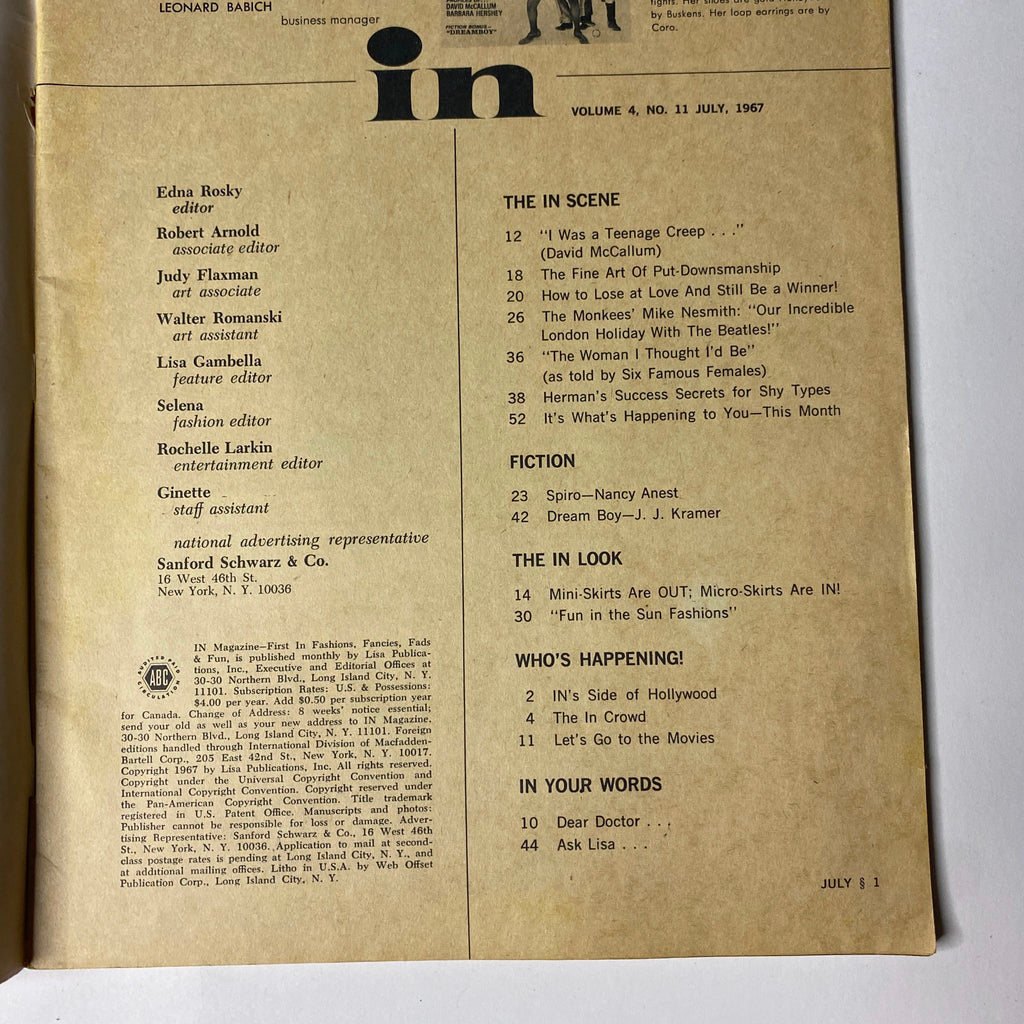 LEONARD BABICH
business manager
DAVID McCALLUM
BARBARA HERSHEY
FICTION BONUS—
"DREAMBOY"
by Buskens. Her loop earrings are by
Coro.
in
VOLUME 4, NO. 11 JULY, 1967
Edna Rosky
editor
Robert Arnold
associate editor
Judy Flaxman
art associate
Walter Romanski
art assistant
Lisa Gambella
feature editor
Selena
fashion editor
Rochelle Larkin
entertainment editor
Ginette
staff assistant
national advertising representative
Sanford Schwarz & Co.
16 West 46th St.
New York, N. Y. 10036
AUDITED PAID CIRCULATION
ABC
IN Magazine—First In Fashions, Fancies, Fads
& Fun, is published monthly by Lisa Publica-
tions, Inc., Executive and Editorial Offices at
30-30 Northern Blvd., Long Island City, N. Y.
11101. Subscription Rates: U.S. & Possessions:
$4.00 per year. Add $0.50 per subscription year
for Canada. Change of Address: 8 weeks' notice essential;
send your old as well as your new address to IN Magazine,
30-30 Northern Blvd., Long Island City, N. Y. 11101. Foreign
editions handled through International Division of Macfadden-
Bartell Corp., 205 East 42nd St., New York, N. Y. 10017.
Copyright 1967 by Lisa Publications, Inc. All rights reserved.
Copyright under the Universal Copyright Convention and
International Copyright Convention. Copyright reserved under
the Pan-American Copyright Convention. Title trademark
registered in U.S. Patent Office. Manuscripts and photos:
Publisher cannot be responsible for loss or damage. Adver-
tising Representative: Sanford Schwarz & Co., 16 West 46th
St., New York, N. Y. 10036. Application to mail at second-
class postage rates is pending at Long Island City, N. Y., and
at additional mailing offices. Litho in U.S.A. by Web Offset
Publication Corp., Long Island City, N. Y.
THE IN SCENE
12 "I Was a Teenage Creep . . ."
(David McCallum)
18 The Fine Art Of Put-Downsmanship
20 How to Lose at Love And Still Be a Winner!
26 The Monkees' Mike Nesmith: "Our Incredible
London Holiday With The Beatles!"
36 "The Woman I Thought I'd Be"
(as told by Six Famous Females)
38 Herman's Success Secrets for Shy Types
52 It's What's Happening to You—This Month
FICTION
23 Spiro—Nancy Anest
42 Dream Boy—J. J. Kramer
THE IN LOOK
14 Mini-Skirts Are OUT; Micro-Skirts Are IN!
30 "Fun in the Sun Fashions"
WHO'S HAPPENING!
2 IN's Side of Hollywood
4 The In Crowd
11 Let's Go to the Movies
IN YOUR WORDS
10 Dear Doctor . . .
44 Ask Lisa . . .
JULY § 1